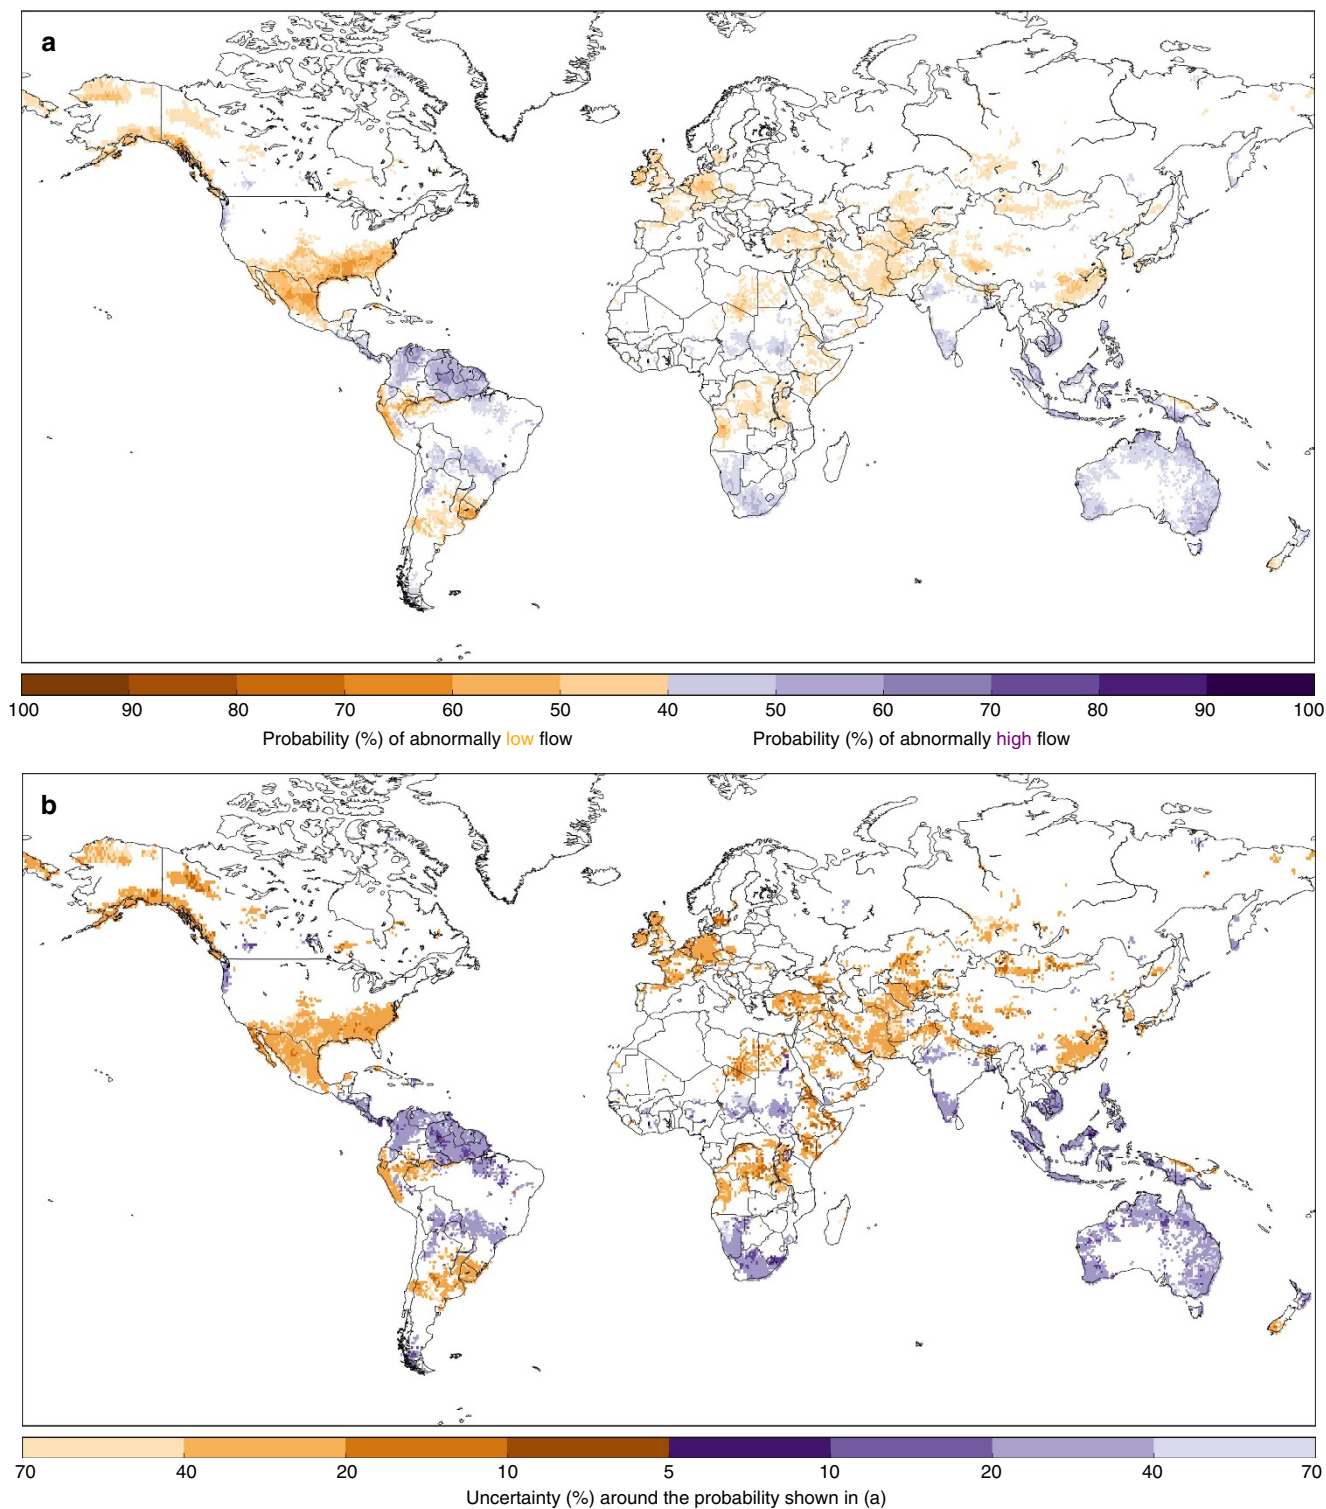 a
100 90 80 70 60 50 40 50 60 70 80 90 100
Probability (%) of abnormally low flow Probability (%) of abnormally high flow
b
70 40 20 10 5 10 20 40 70
Uncertainty (%) around the probability shown in (a)